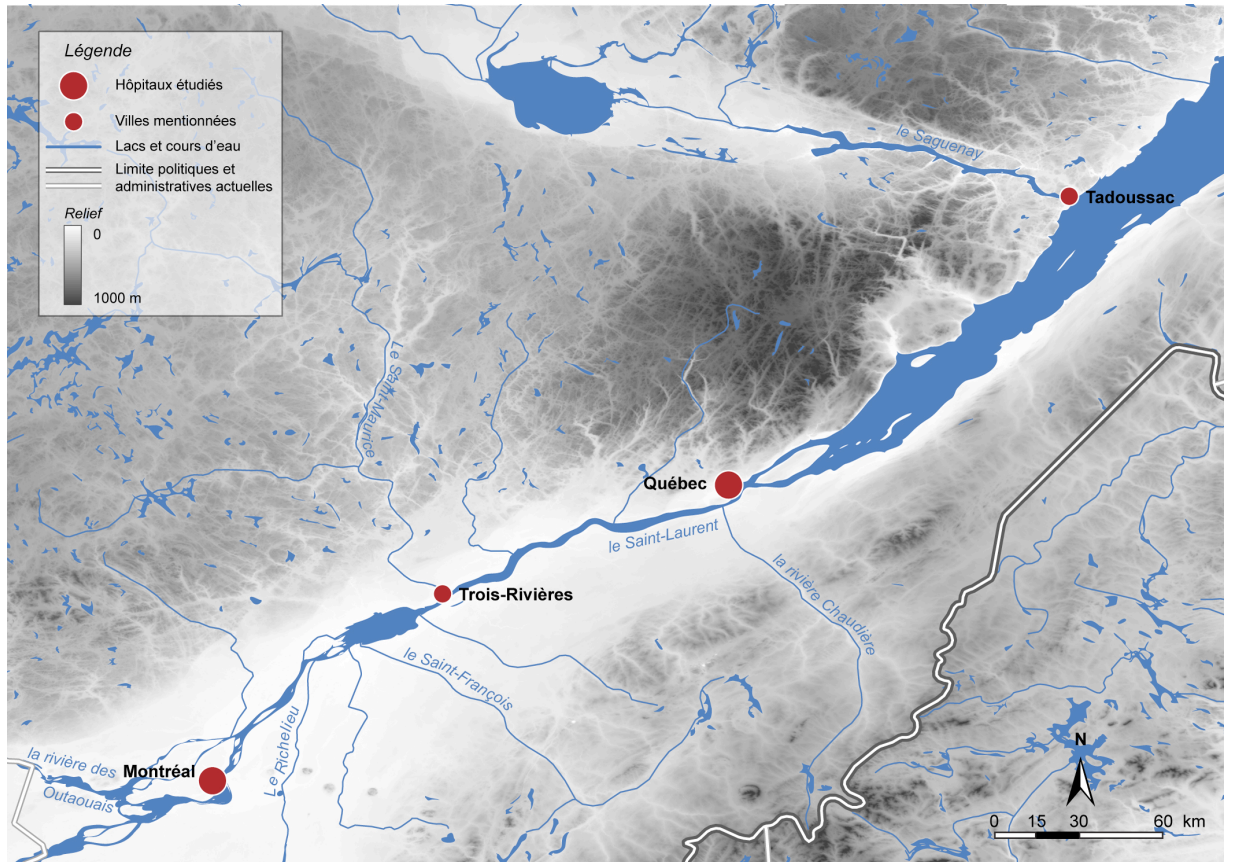 Légende
Hôpitaux étudiés
Villes mentionnées
Lacs et cours d'eau
Limite politiques et
administratives actuelles
Relief
0
1000 m
le Saguenay
Tadoussac
Le Saint-Maurice
Québec
le Saint-Laurent
la rivière Chaudière
Trois-Rivières
le Saint-François
Le Richelieu
la rivière des
Outaouais
Montréal
N
0 15 30 60 km